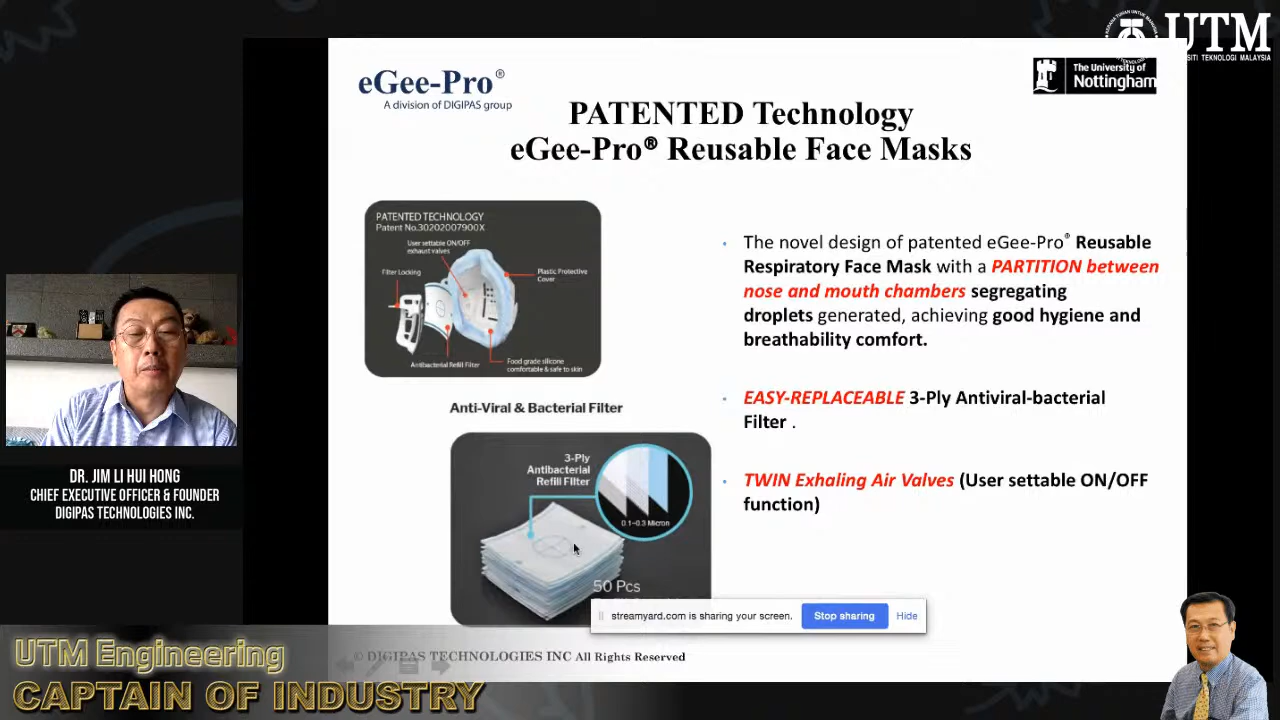 UTM
UNIVERSITI TEKNOLOGI MALAYSIA
eGee-Pro®
A division of DIGIPAS group
The University of
Nottingham
PATENTED Technology
eGee-Pro® Reusable Face Masks
PATENTED TECHNOLOGY
Patent No.30202007900X
User settable ON/OFF
exhaust valves
Filter Locking
Plastic Protective
Cover
Antibacterial Refill Filter
Food grade silicone
comfortable & safe to skin
• The novel design of patented eGee-Pro® Reusable
Respiratory Face Mask with a PARTITION between
nose and mouth chambers segregating
droplets generated, achieving good hygiene and
breathability comfort.
• EASY-REPLACEABLE 3-Ply Antiviral-bacterial
Filter .
• TWIN Exhaling Air Valves (User settable ON/OFF
function)
Anti-Viral & Bacterial Filter
3-Ply
Antibacterial
Refill Filter
0.1-0.3 Micron
50 Pcs
streamyard.com is sharing your screen. Stop sharing Hide
© DIGIPAS TECHNOLOGIES INC All Rights Reserved
DR. JIM LI HUI HONG
CHIEF EXECUTIVE OFFICER & FOUNDER
DIGIPAS TECHNOLOGIES INC.
UTM Engineering
CAPTAIN OF INDUSTRY